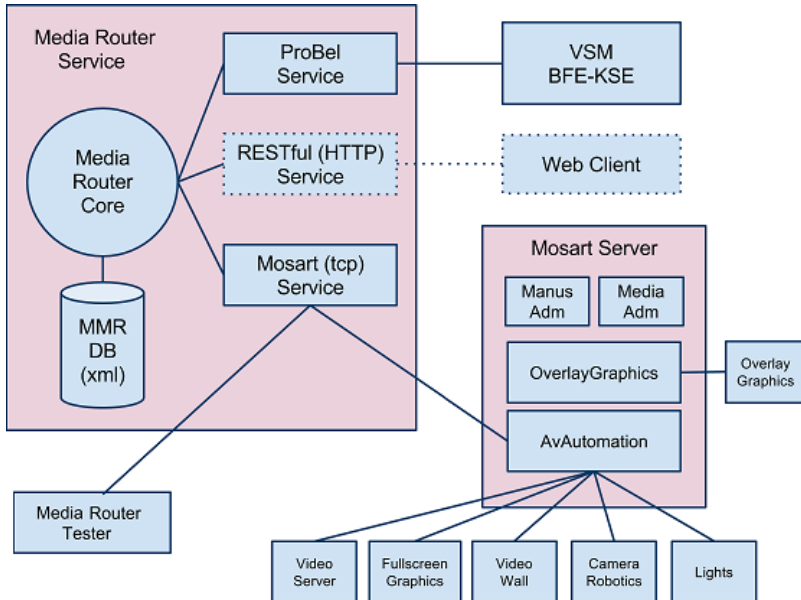 Media Router
Service
ProBel
Service
VSM
BFE-KSE
Media
Router
Core
RESTful (HTTP)
Service
Web Client
Mosart (tcp)
Service
MMR
DB
(xml)
Mosart Server
Manus
Adm
Media
Adm
OverlayGraphics
Overlay
Graphics
AvAutomation
Media Router
Tester
Video
Server
Fullscreen
Graphics
Video
Wall
Camera
Robotics
Lights